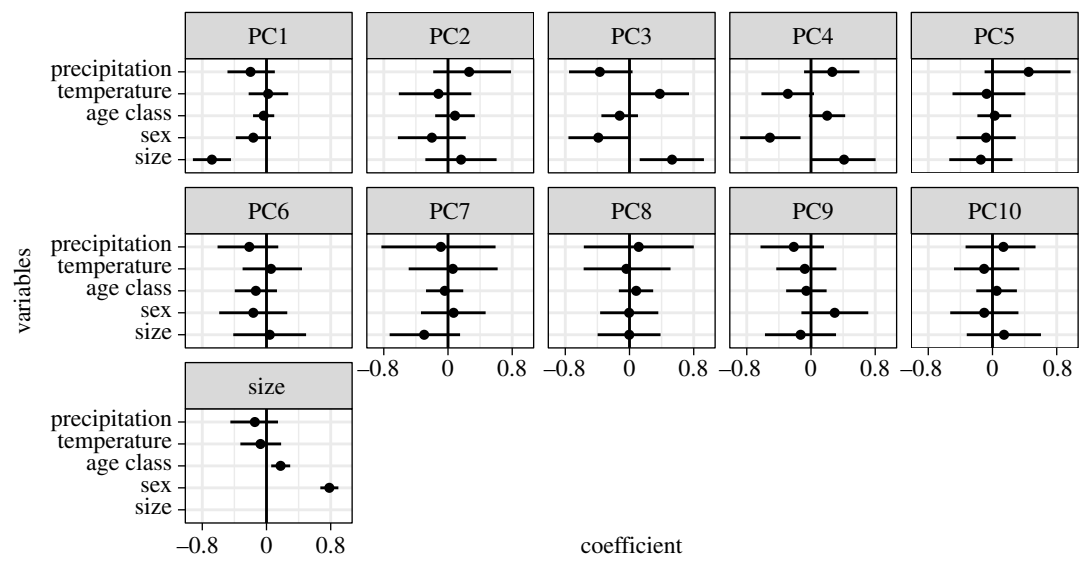 PC1 PC2 PC3 PC4 PC5
precipitation
temperature
age class
sex
size
PC6 PC7 PC8 PC9 PC10
precipitation
temperature
age class
sex
size
–0.8 0 0.8 –0.8 0 0.8 –0.8 0 0.8 –0.8 0 0.8
size
precipitation
temperature
age class
sex
size
–0.8 0 0.8
variables
coefficient